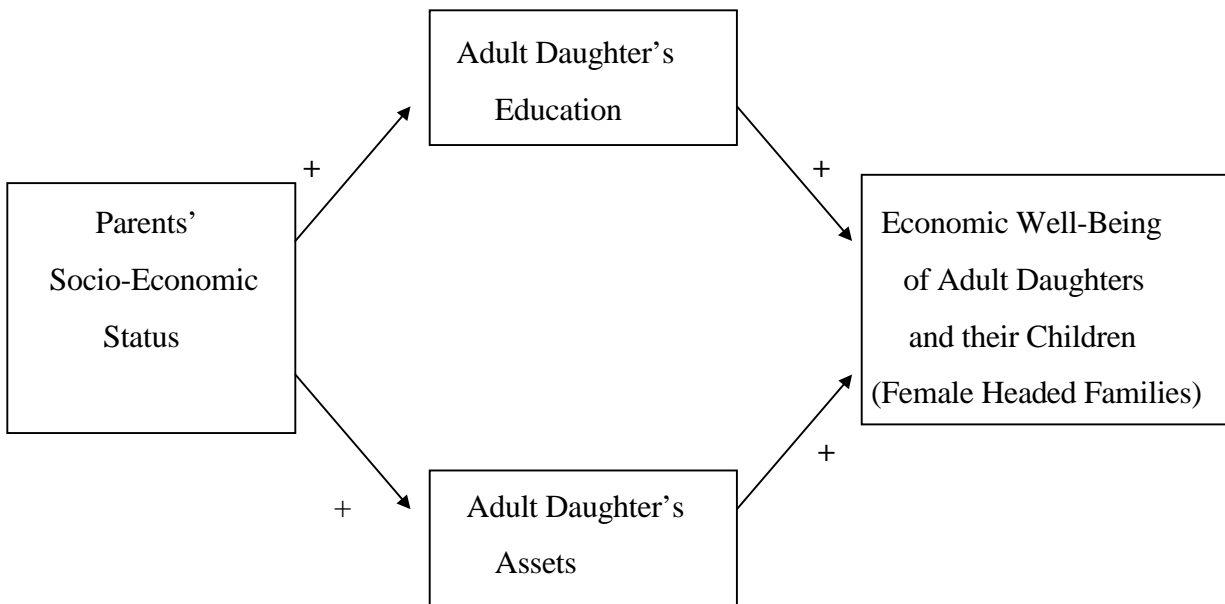 Adult Daughter’s
Education
+
+
Parents’
Socio-Economic
Status
Economic Well-Being
of Adult Daughters
and their Children
(Female Headed Families)
+
+
Adult Daughter’s
Assets